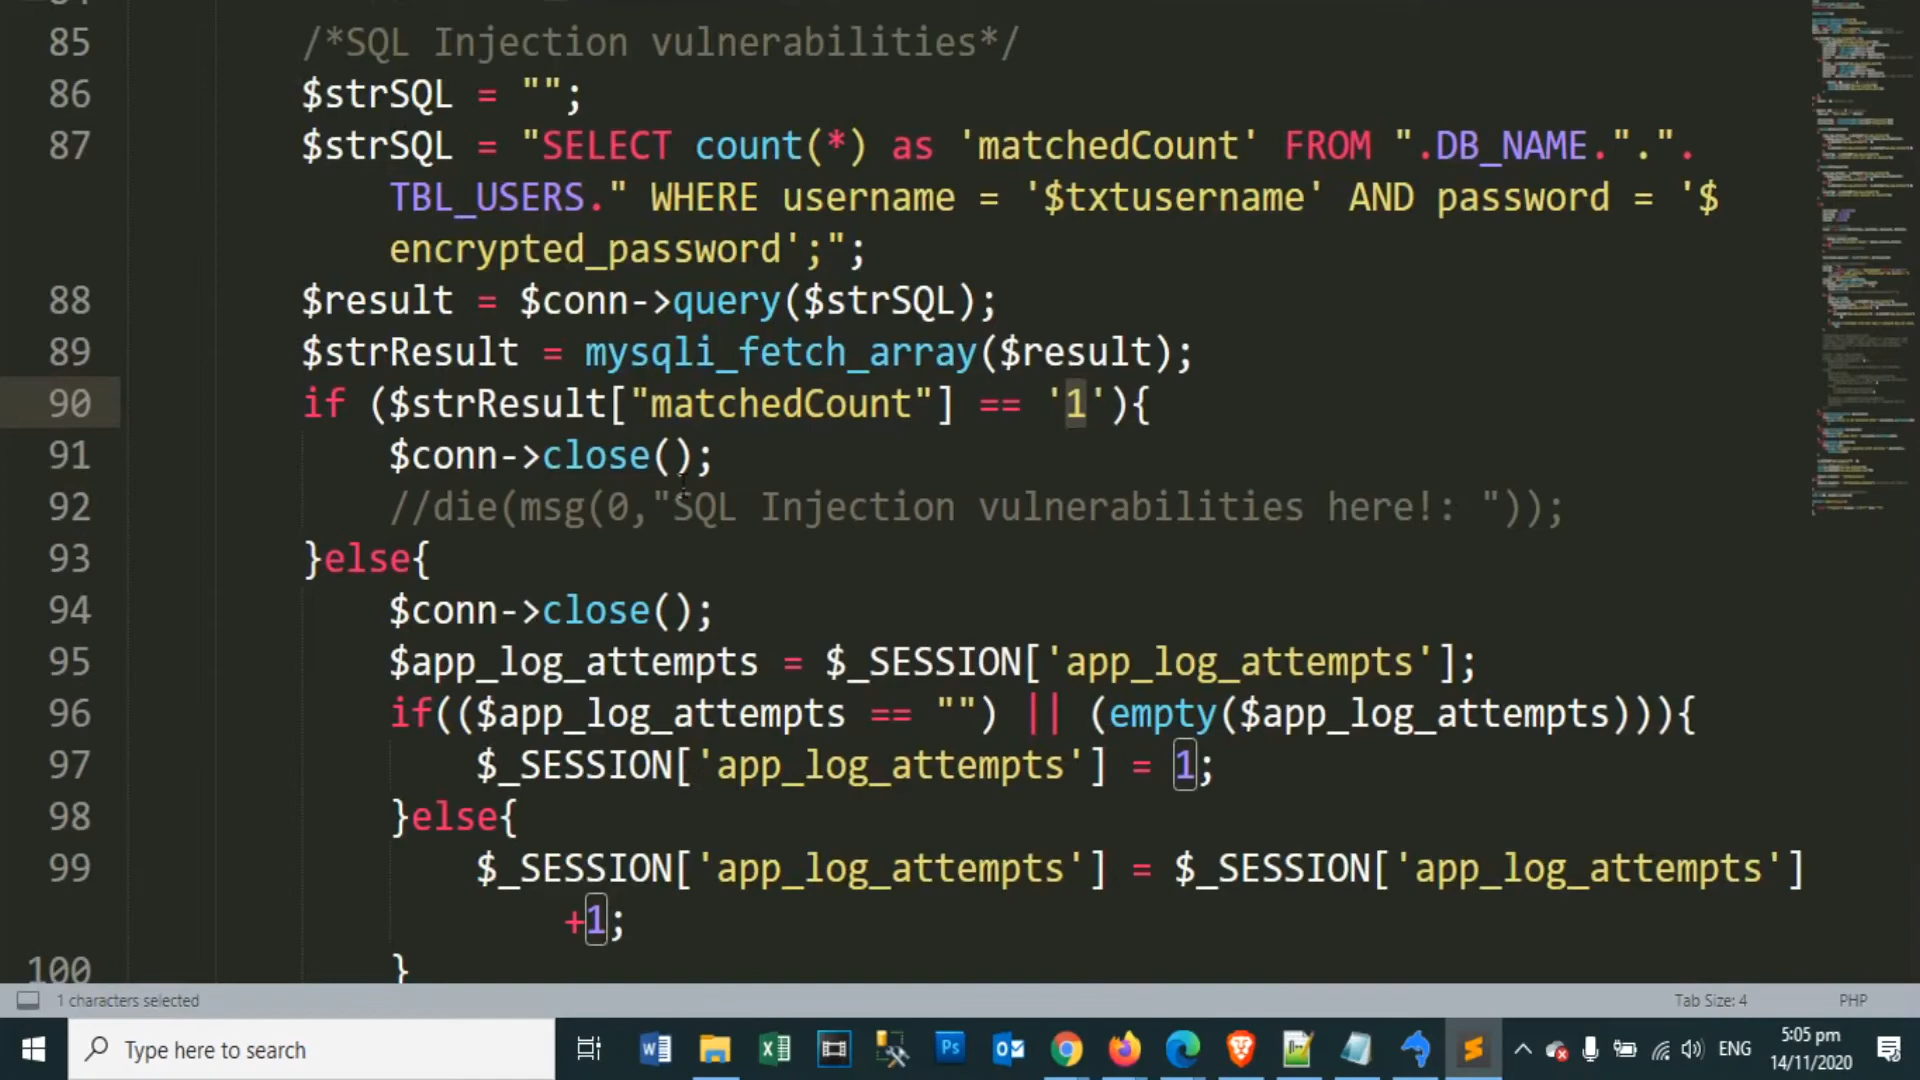 85 /*SQL Injection vulnerabilities*/
86 $strSQL = "";
87 $strSQL = "SELECT count(*) as 'matchedCount' FROM ".DB_NAME.".".
TBL_USERS." WHERE username = '$txtusername' AND password = '$
encrypted_password';";
88 $result = $conn->query($strSQL);
89 $strResult = mysqli_fetch_array($result);
90 if ($strResult["matchedCount"] == '1'){
91 $conn->close();
92 //die(msg(0,"SQL Injection vulnerabilities here!: "));
93 }else{
94 $conn->close();
95 $app_log_attempts = $_SESSION['app_log_attempts'];
96 if(($app_log_attempts == "") || (empty($app_log_attempts))){
97 $_SESSION['app_log_attempts'] = 1;
98 }else{
99 $_SESSION['app_log_attempts'] = $_SESSION['app_log_attempts']
+1;
100 }
1 characters selected Tab Size: 4 PHP
Type here to search Ps ENG 5:05 pm
14/11/2020